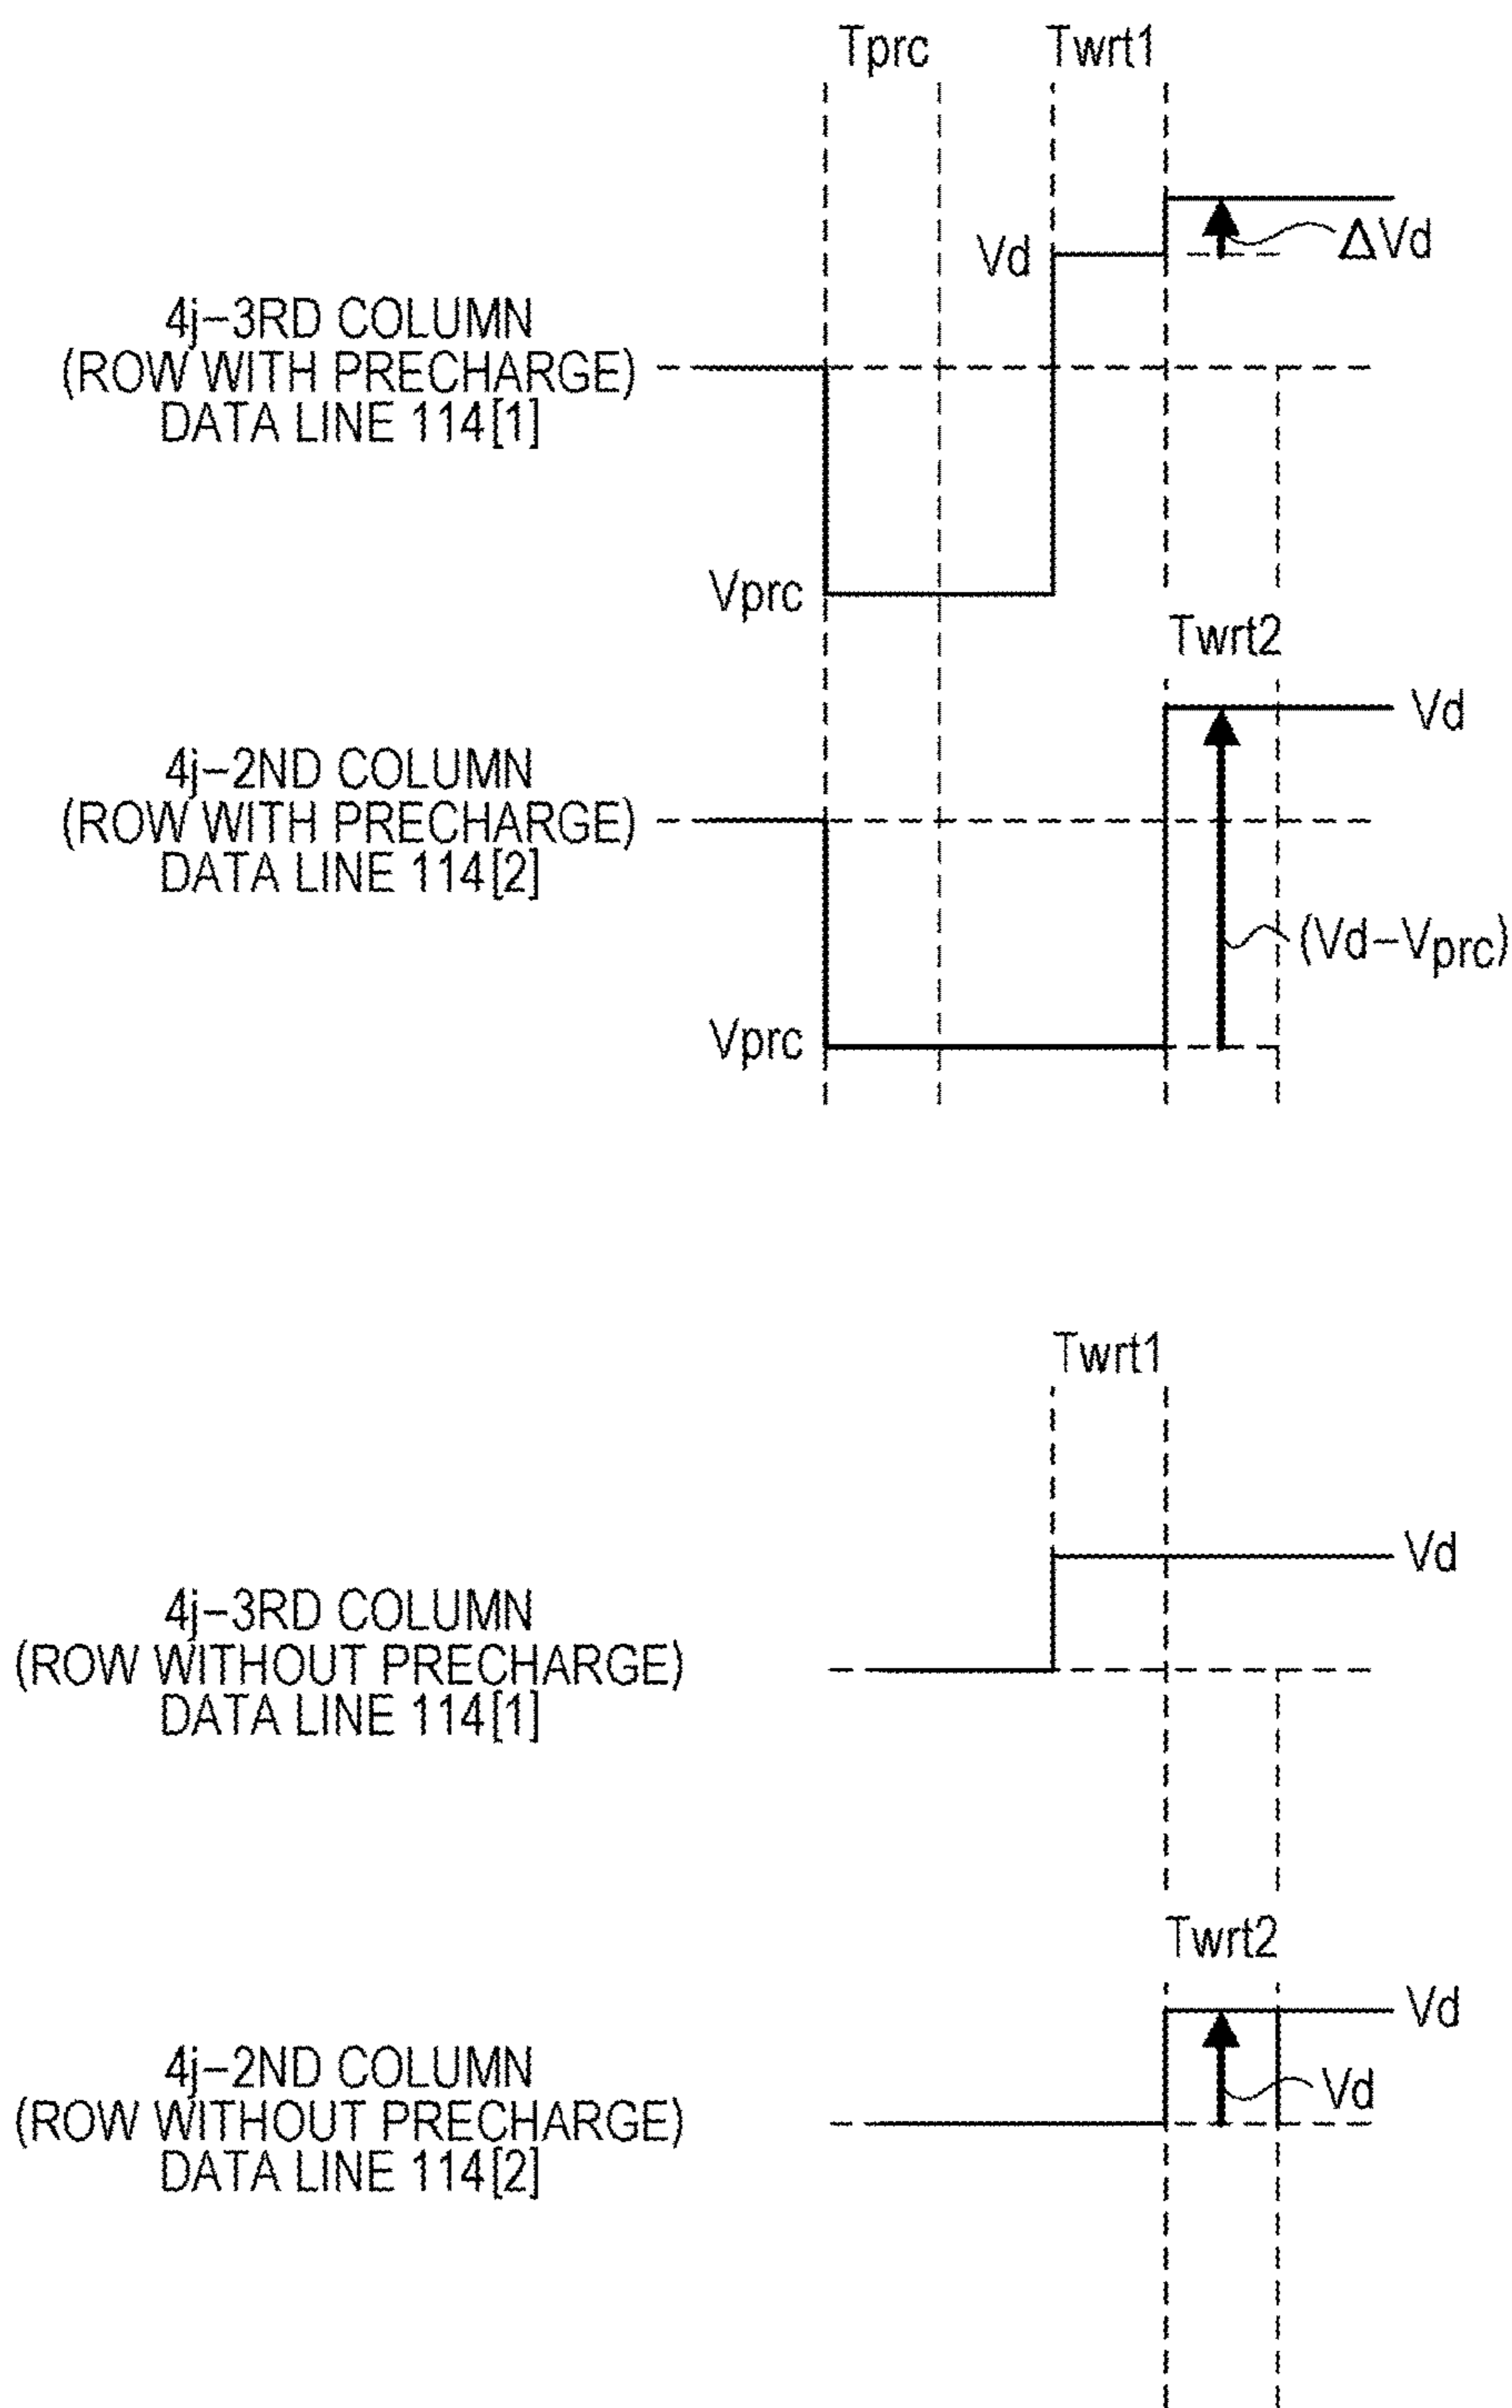 Tprc
Twrt1
ΔVd
Vd
4j-3RD COLUMN
(ROW WITH PRECHARGE)
DATA LINE 114[1]
Vprc
Twrt2
Vd
4j-2ND COLUMN
(ROW WITH PRECHARGE)
DATA LINE 114[2]
(Vd-Vprc)
Vprc
Twrt1
Vd
4j-3RD COLUMN
(ROW WITHOUT PRECHARGE)
DATA LINE 114[1]
Twrt2
Vd
4j-2ND COLUMN
(ROW WITHOUT PRECHARGE)
DATA LINE 114[2]
Vd